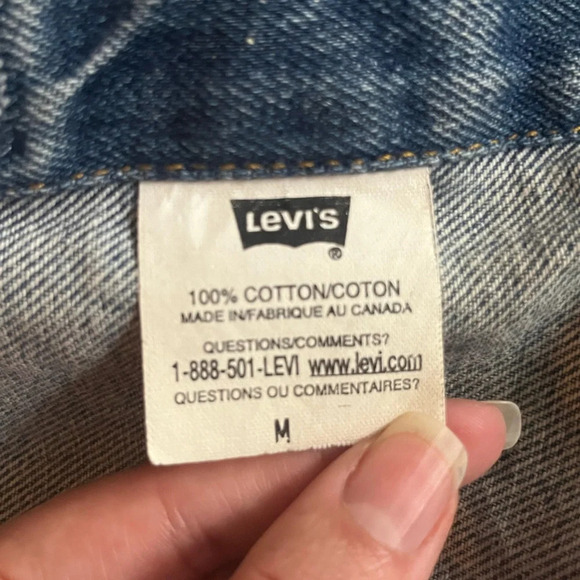 Levi's
®
100% COTTON/COTON
MADE IN/FABRIQUE AU CANADA
QUESTIONS/COMMENTS?
1-888-501-LEVI www.levi.com
QUESTIONS OU COMMENTAIRES?
M